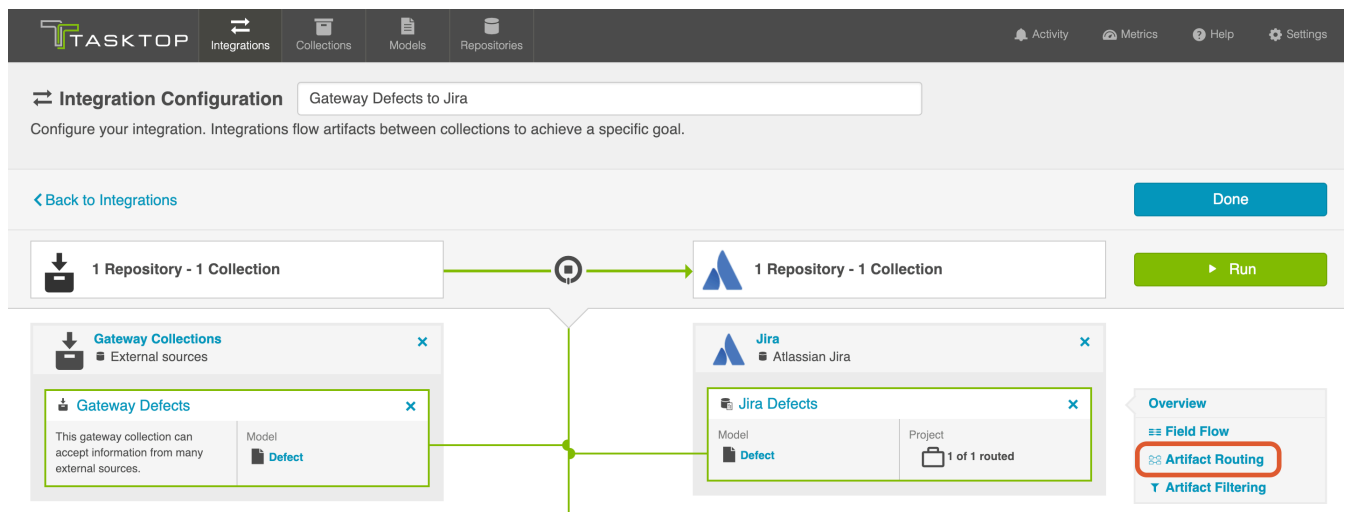 TASKTOP
Integrations
Collections
Models
Repositories
Activity
Metrics
Help
Settings
Integration Configuration
Gateway Defects to Jira
Configure your integration. Integrations flow artifacts between collections to achieve a specific goal.
Back to Integrations
Done
1 Repository - 1 Collection
1 Repository - 1 Collection
Run
Gateway Collections
External sources
Gateway Defects
This gateway collection can
accept information from many
external sources.
Model
Defect
Jira
Atlassian Jira
Jira Defects
Model
Defect
Project
1 of 1 routed
Overview
Field Flow
Artifact Routing
Artifact Filtering